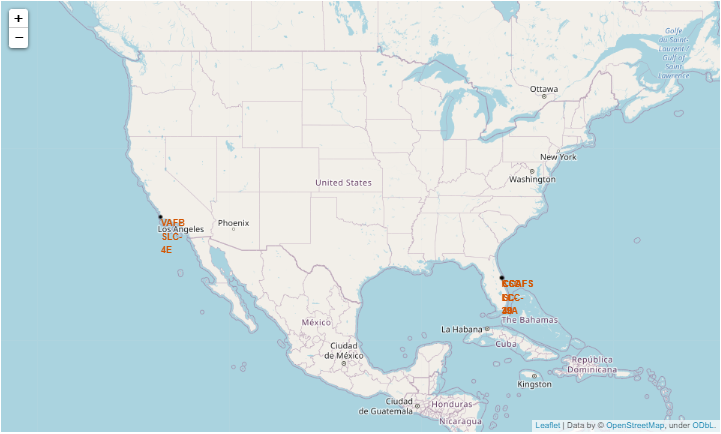 +
−
Golfe
du Saint-
Laurent /
Gulf of
Saint
Lawrence
Ottawa
New York
Washington
United States
VAFB
SLC-
4E
Los Angeles
Phoenix
CCAFS
The Bahamas
México
La Habana
Cuba
Ciudad
de México
República
Dominicana
Kingston
Ciudad
de Guatemala
Honduras
Nicaragua
Leaflet | Data by © OpenStreetMap, under ODbL.